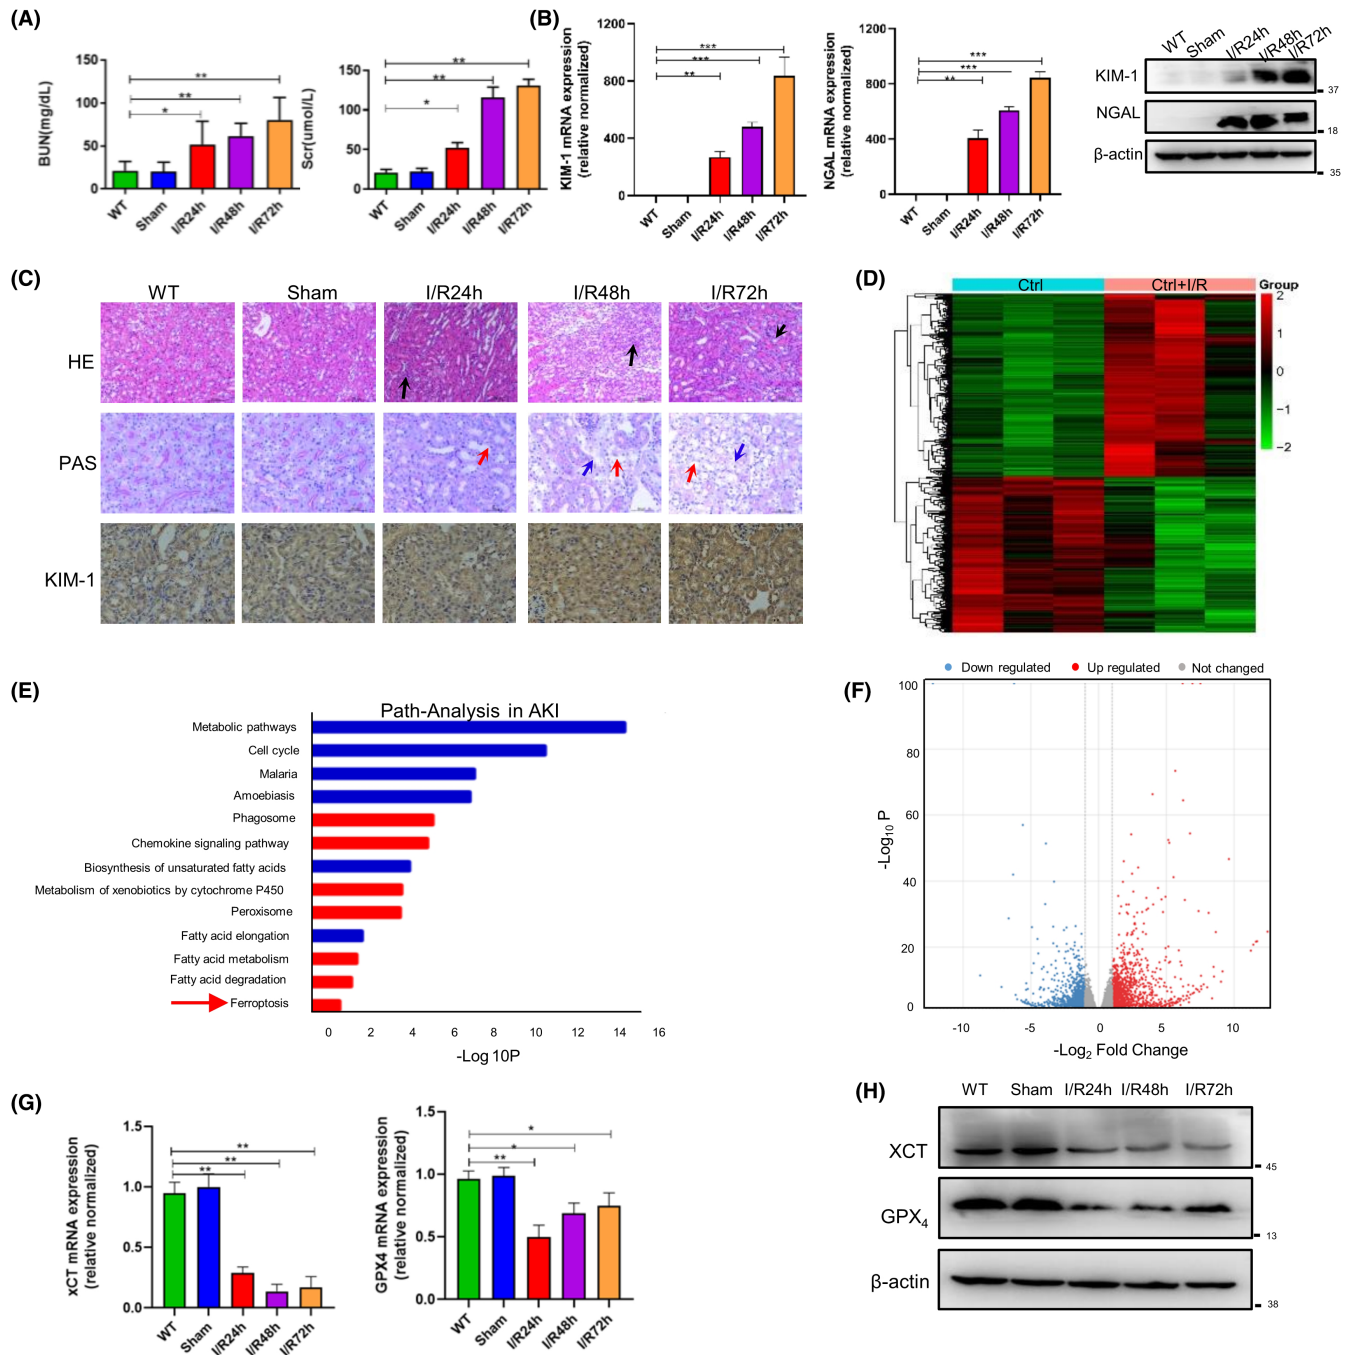 (A)
BUN(mg/dL)
150
100
50
0
** ** *
WT Sham I/R24h I/R48h I/R72h
Scr(umol/L)
150
100
50
0
** ** *
WT Sham I/R24h I/R48h I/R72h
(B)
KIM-1 mRNA expression
(relative normalized)
1200
800
400
0
*** *** **
WT Sham I/R24h I/R48h I/R72h
NGAL mRNA expression
(relative normalized)
1200
800
400
0
*** *** **
WT Sham I/R24h I/R48h I/R72h
WT Sham I/R24h I/R48h I/R72h
KIM-1 37
NGAL 18
β-actin 35
(C)
WT Sham I/R24h I/R48h I/R72h
HE
PAS
KIM-1
(D)
Ctrl Ctrl+I/R Group
2
1
0
−1
−2
(E)
Path-Analysis in AKI
Metabolic pathways
Cell cycle
Malaria
Amoebiasis
Phagosome
Chemokine signaling pathway
Biosynthesis of unsaturated fatty acids
Metabolism of xenobiotics by cytochrome P450
Peroxisome
Fatty acid elongation
Fatty acid metabolism
Fatty acid degradation
Ferroptosis
0 2 4 6 8 10 12 14 16
-Log 10P
(F)
Down regulated Up regulated Not changed
-Log10 P
100
80
60
40
20
0
-10 -5 0 5 10
-Log2 Fold Change
(G)
xCT mRNA expression
(relative normalized)
1.5
1.0
0.5
0.0
** ** **
WT Sham I/R24h I/R48h I/R72h
GPX4 mRNA expression
(relative normalized)
1.5
1.0
0.5
0.0
* * **
WT Sham I/R24h I/R48h I/R72h
(H)
WT Sham I/R24h I/R48h I/R72h
XCT 45
GPX4 13
β-actin 38